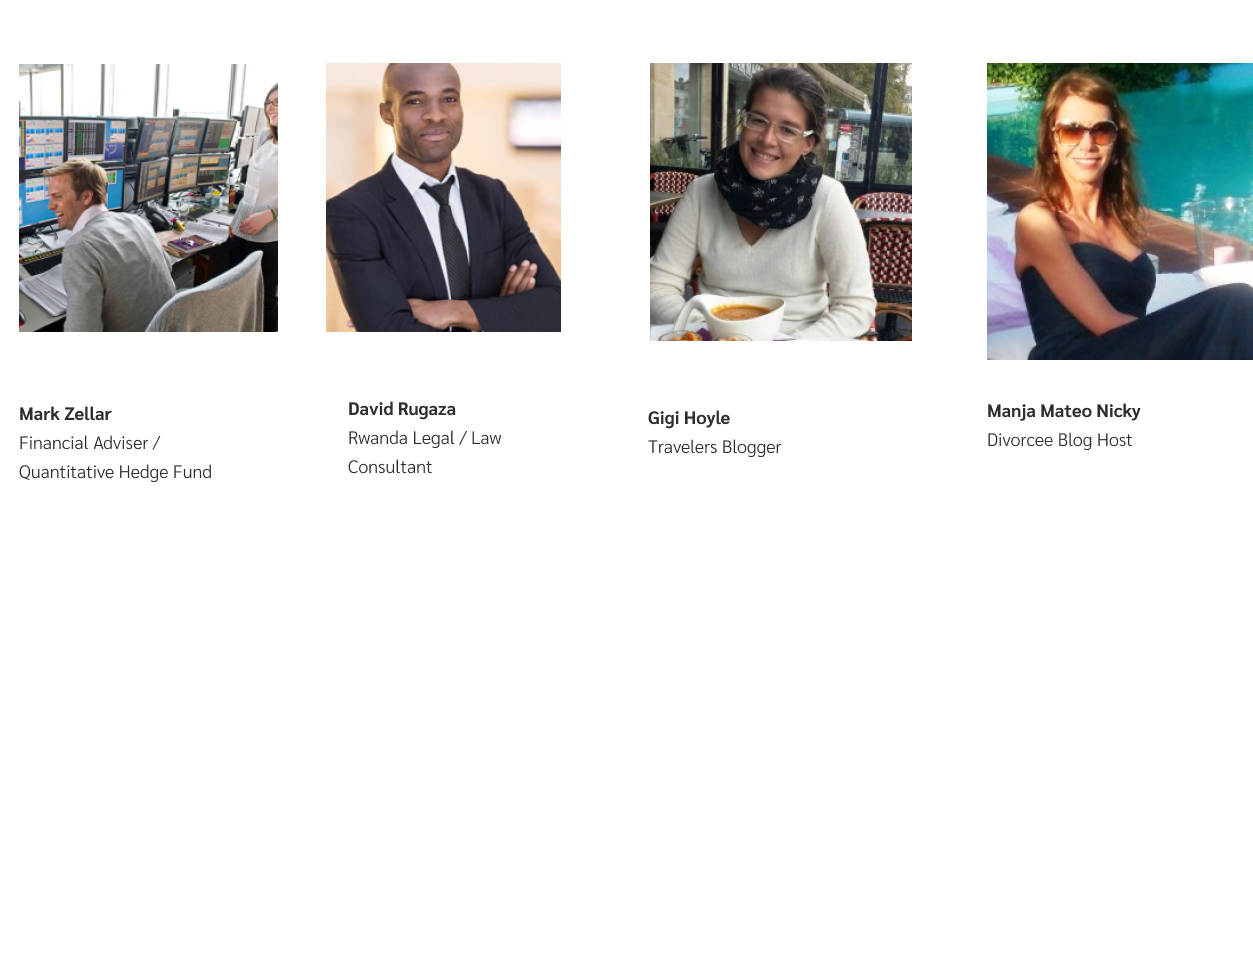 Mark Zellar
Financial Adviser /
Quantitative Hedge Fund
David Rugaza
Rwanda Legal / Law
Consultant
Gigi Hoyle
Travelers Blogger
Manja Mateo Nicky
Divorcee Blog Host